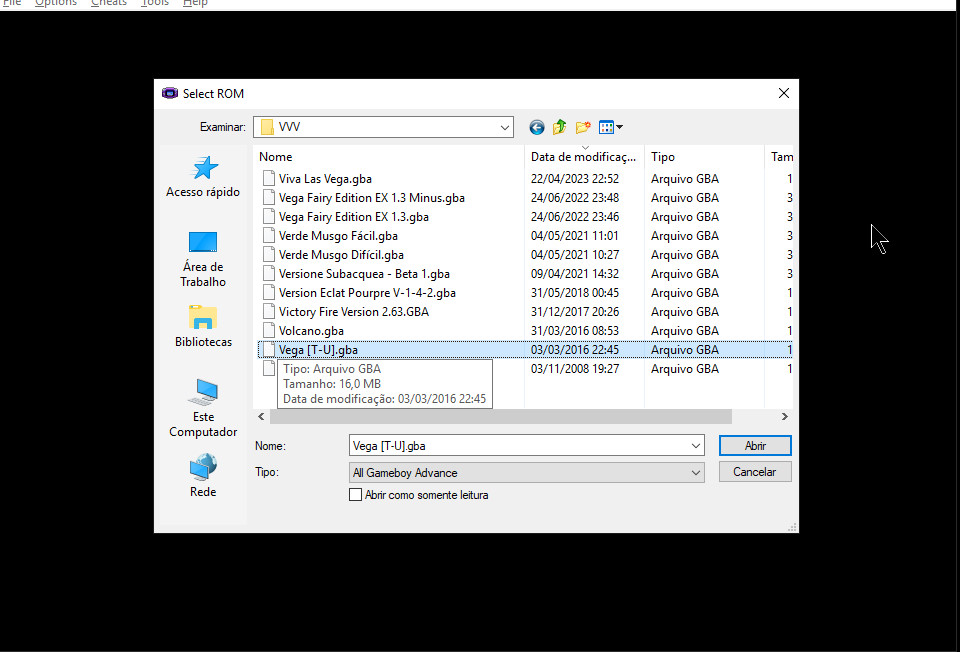 File Options Cheats Tools Help
Select ROM
Examinar: VVV
Nome Data de modificaç... Tipo Tam
Acesso rápido
Área de
Trabalho
Bibliotecas
Este
Computador
Rede
Viva Las Vega.gba 22/04/2023 22:52 Arquivo GBA 1
Vega Fairy Edition EX 1.3 Minus.gba 24/06/2022 23:48 Arquivo GBA 3
Vega Fairy Edition EX 1.3.gba 24/06/2022 23:46 Arquivo GBA 3
Verde Musgo Fácil.gba 04/05/2021 11:01 Arquivo GBA 3
Verde Musgo Difícil.gba 04/05/2021 10:27 Arquivo GBA 3
Versione Subacquea - Beta 1.gba 09/04/2021 14:32 Arquivo GBA 3
Version Eclat Pourpre V-1-4-2.gba 31/05/2018 00:45 Arquivo GBA 1
Victory Fire Version 2.63.GBA 31/12/2017 20:26 Arquivo GBA 1
Volcano.gba 31/03/2016 08:53 Arquivo GBA 1
Vega [T-U].gba 03/03/2016 22:45 Arquivo GBA 1
03/11/2008 19:27 Arquivo GBA 1
Tipo: Arquivo GBA
Tamanho: 16,0 MB
Data de modificação: 03/03/2016 22:45
Nome: Vega [T-U].gba Abrir
Tipo: All Gameboy Advance Cancelar
Abrir como somente leitura